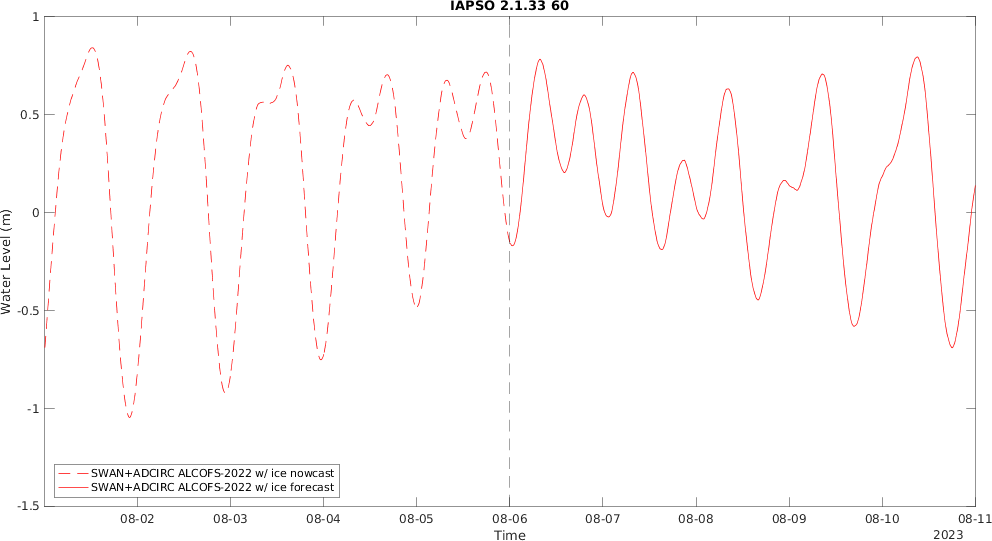 IAPSO 2.1.33 60
1
0.5
0
-0.5
-1
-1.5
Water Level (m)
SWAN+ADCIRC ALCOFS-2022 w/ ice nowcast
SWAN+ADCIRC ALCOFS-2022 w/ ice forecast
08-02 08-03 08-04 08-05 08-06 08-07 08-08 08-09 08-10 08-11
Time
2023